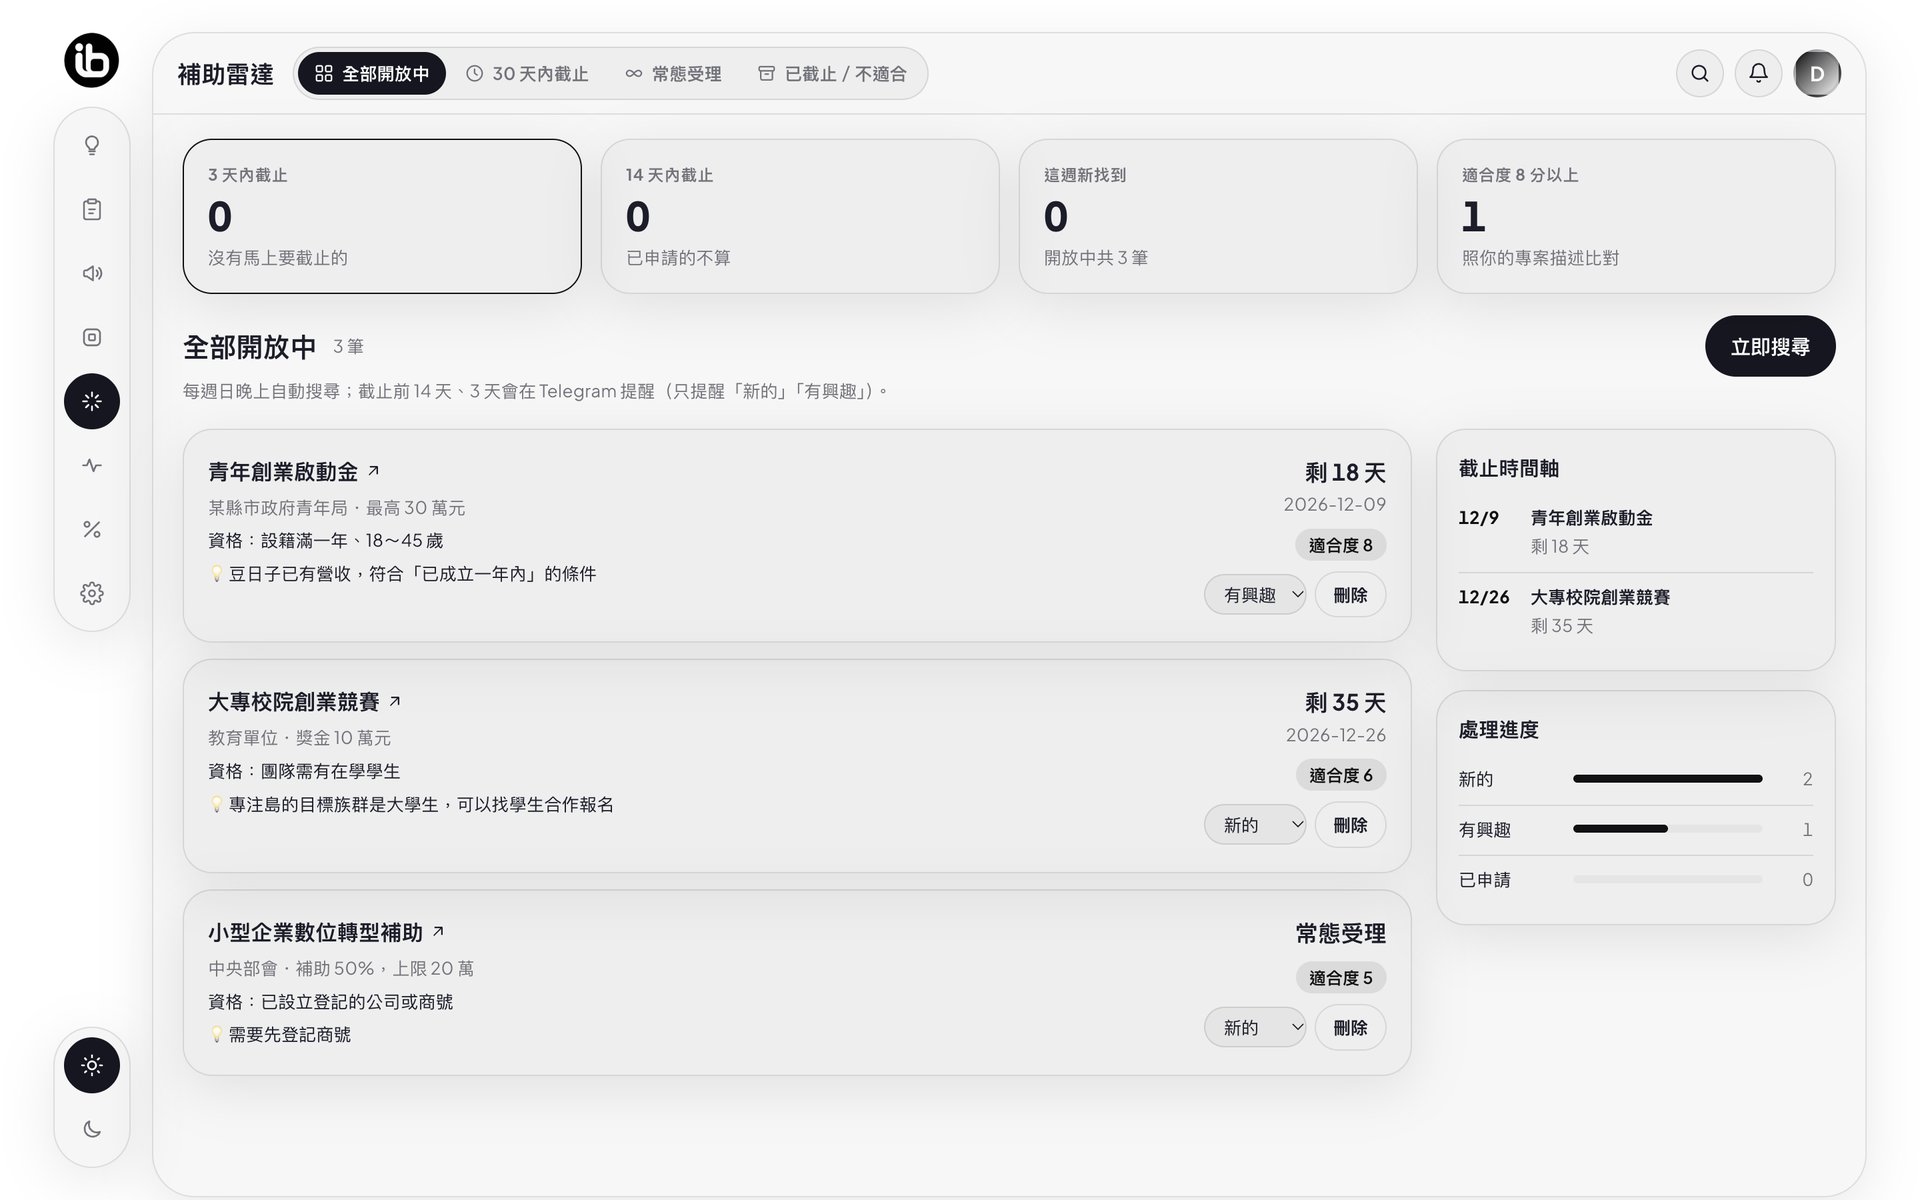 ib
補助雷達
全部開放中
30 天內截止
常態受理
已截止 / 不適合
D
3 天內截止
0
沒有馬上要截止的
14 天內截止
0
已申請的不算
這週新找到
0
開放中共 3 筆
適合度 8 分以上
1
照你的專案描述比對
全部開放中 3 筆
立即搜尋
每週日晚上自動搜尋；截止前 14 天、3 天會在 Telegram 提醒（只提醒「新的」「有興趣」）。
青年創業啟動金 ↗
某縣市政府青年局・最高 30 萬元
資格：設籍滿一年、18～45 歲
💡 豆日子已有營收，符合「已成立一年內」的條件
剩 18 天
2026-12-09
適合度 8
有興趣
刪除
大專校院創業競賽 ↗
教育單位・獎金 10 萬元
資格：團隊需有在學學生
💡 專注島的目標族群是大學生，可以找學生合作報名
剩 35 天
2026-12-26
適合度 6
新的
刪除
小型企業數位轉型補助 ↗
中央部會・補助 50%，上限 20 萬
資格：已設立登記的公司或商號
💡 需要先登記商號
常態受理
適合度 5
新的
刪除
截止時間軸
12/9 青年創業啟動金
剩 18 天
12/26 大專校院創業競賽
剩 35 天
處理進度
新的 2
有興趣 1
已申請 0